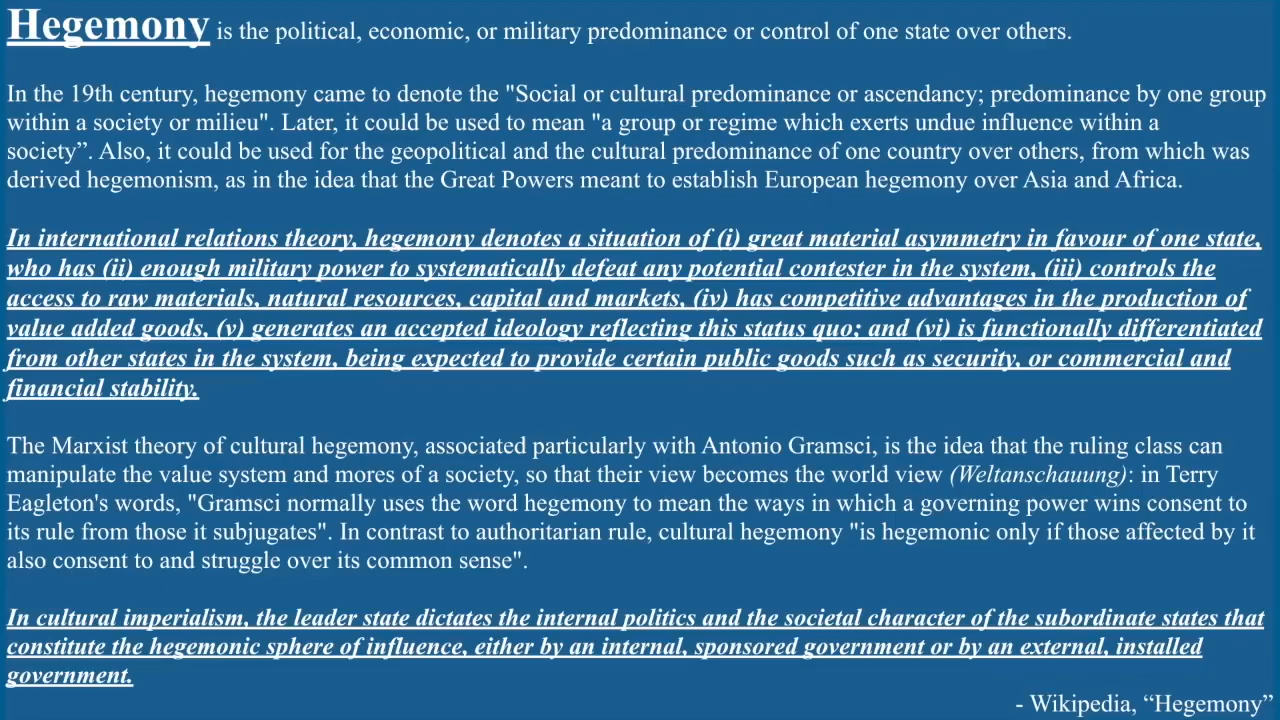 Hegemony is the political, economic, or military predominance or control of one state over others.
In the 19th century, hegemony came to denote the "Social or cultural predominance or ascendancy; predominance by one group
within a society or milieu". Later, it could be used to mean "a group or regime which exerts undue influence within a
society”. Also, it could be used for the geopolitical and the cultural predominance of one country over others, from which was
derived hegemonism, as in the idea that the Great Powers meant to establish European hegemony over Asia and Africa.
In international relations theory, hegemony denotes a situation of (i) great material asymmetry in favour of one state,
who has (ii) enough military power to systematically defeat any potential contester in the system, (iii) controls the
access to raw materials, natural resources, capital and markets, (iv) has competitive advantages in the production of
value added goods, (v) generates an accepted ideology reflecting this status quo; and (vi) is functionally differentiated
from other states in the system, being expected to provide certain public goods such as security, or commercial and
financial stability.
The Marxist theory of cultural hegemony, associated particularly with Antonio Gramsci, is the idea that the ruling class can
manipulate the value system and mores of a society, so that their view becomes the world view (Weltanschauung): in Terry
Eagleton's words, "Gramsci normally uses the word hegemony to mean the ways in which a governing power wins consent to
its rule from those it subjugates". In contrast to authoritarian rule, cultural hegemony "is hegemonic only if those affected by it
also consent to and struggle over its common sense".
In cultural imperialism, the leader state dictates the internal politics and the societal character of the subordinate states that
constitute the hegemonic sphere of influence, either by an internal, sponsored government or by an external, installed
government.
- Wikipedia, “Hegemony”